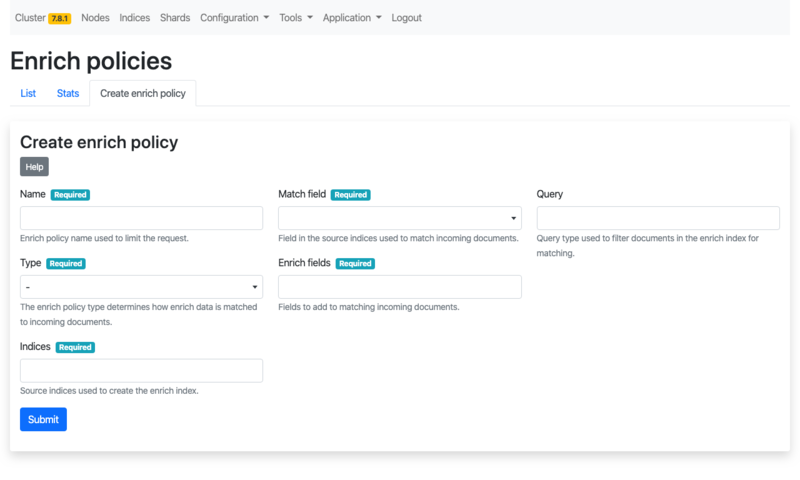 Cluster 7.8.1 Nodes Indices Shards Configuration Tools Application Logout
Enrich policies
List Stats Create enrich policy
Create enrich policy
Help
Name Required
Enrich policy name used to limit the request.
Type Required
-
The enrich policy type determines how enrich data is matched
to incoming documents.
Indices Required
Source indices used to create the enrich index.
Match field Required
Field in the source indices used to match incoming documents.
Enrich fields Required
Fields to add to matching incoming documents.
Query
Query type used to filter documents in the enrich index for
matching.
Submit